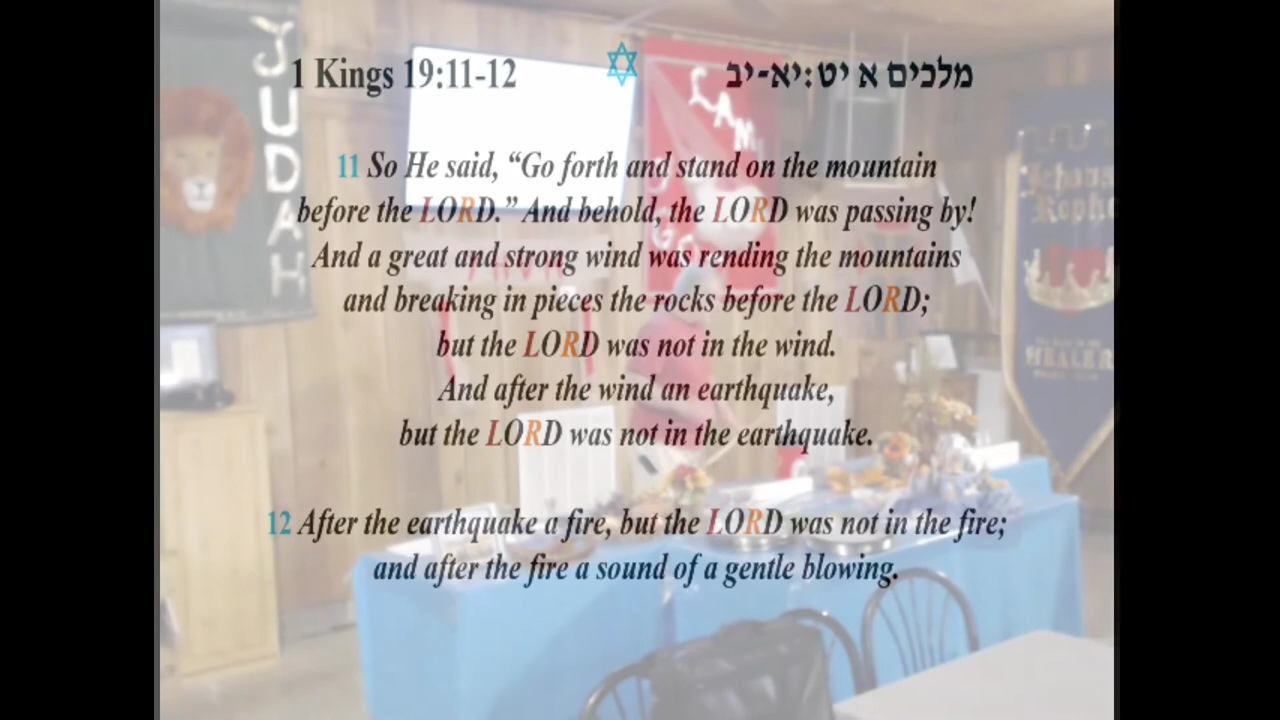 1 Kings 19:11-12
מלכים א יט:יא-יב
11 So He said, “Go forth and stand on the mountain
before the LORD.” And behold, the LORD was passing by!
And a great and strong wind was rending the mountains
and breaking in pieces the rocks before the LORD;
but the LORD was not in the wind.
And after the wind an earthquake,
but the LORD was not in the earthquake.
12 After the earthquake a fire, but the LORD was not in the fire;
and after the fire a sound of a gentle blowing.
JUDAH
LAM
HEALER